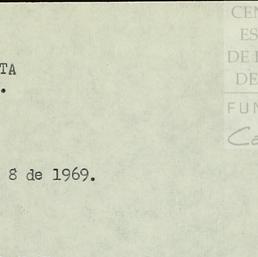 TA
.
8 de 1969.
CEN
ES
DE
DE
FUN
Ca